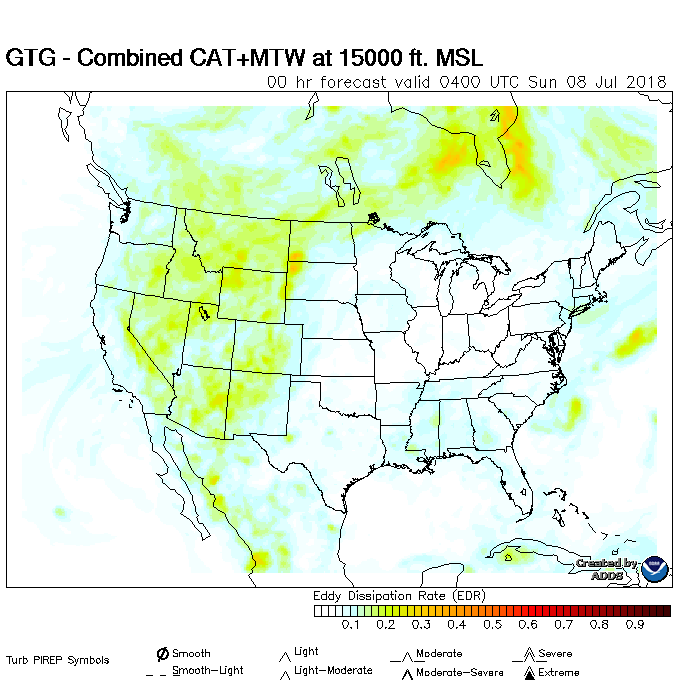 GTG - Combined CAT+MTW at 15000 ft. MSL
00 hr forecast valid 0400 UTC Sun 08 Jul 2018
Created by
ADDS
Eddy Dissipation Rate (EDR)
0.1 0.2 0.3 0.4 0.5 0.6 0.7 0.8 0.9
Turb PIREP Symbols
Smooth Light Moderate Severe
Smooth-Light Light-Moderate Moderate-Severe Extreme